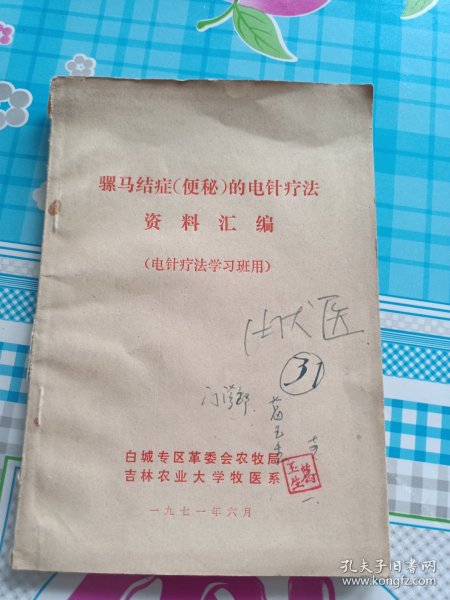 骡马结症(便秘)的电针疗法
资料汇编
(电针疗法学习班用)
31
白城专区革委会农牧局
吉林农业大学牧医系
一九七一年六月
孔夫子旧书网
www.kongfz.com